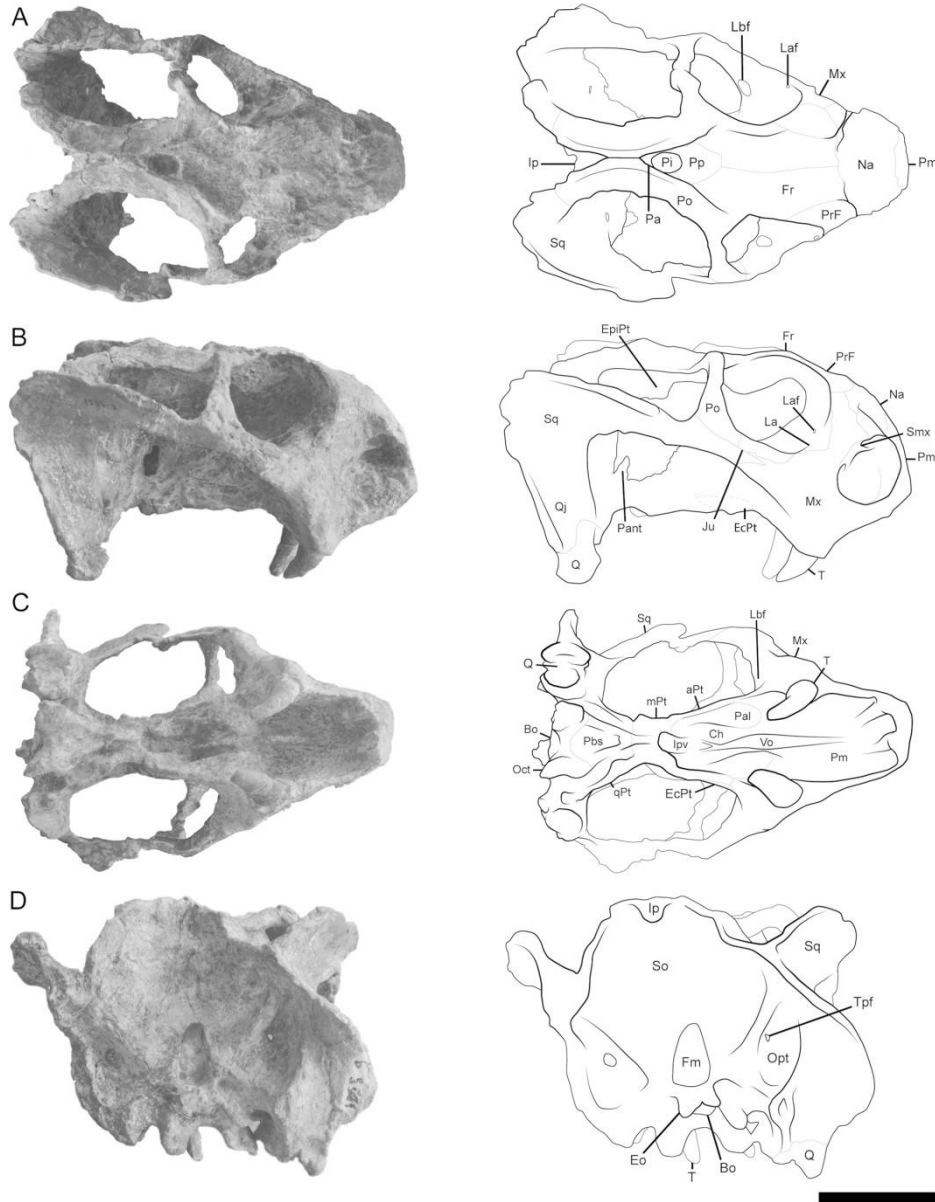 A
Lbf
Laf
Mx
Ip
Pi
Pp
Na
Pm
Fr
Po
PrF
Pa
Sq
B
EpiPt
Fr
PrF
Na
Sq
Po
Laf
La
Smx
Pm
Qj
Pant
Ju
EcPt
Mx
Q
T
C
Sq
Lbf
Mx
T
Q
mPt
aPt
Pal
Bo
Pbs
Ipv
Ch
Vo
Pm
Oct
qPt
EcPt
D
Ip
Sq
So
Tpf
Fm
Opt
Eo
T
Bo
Q